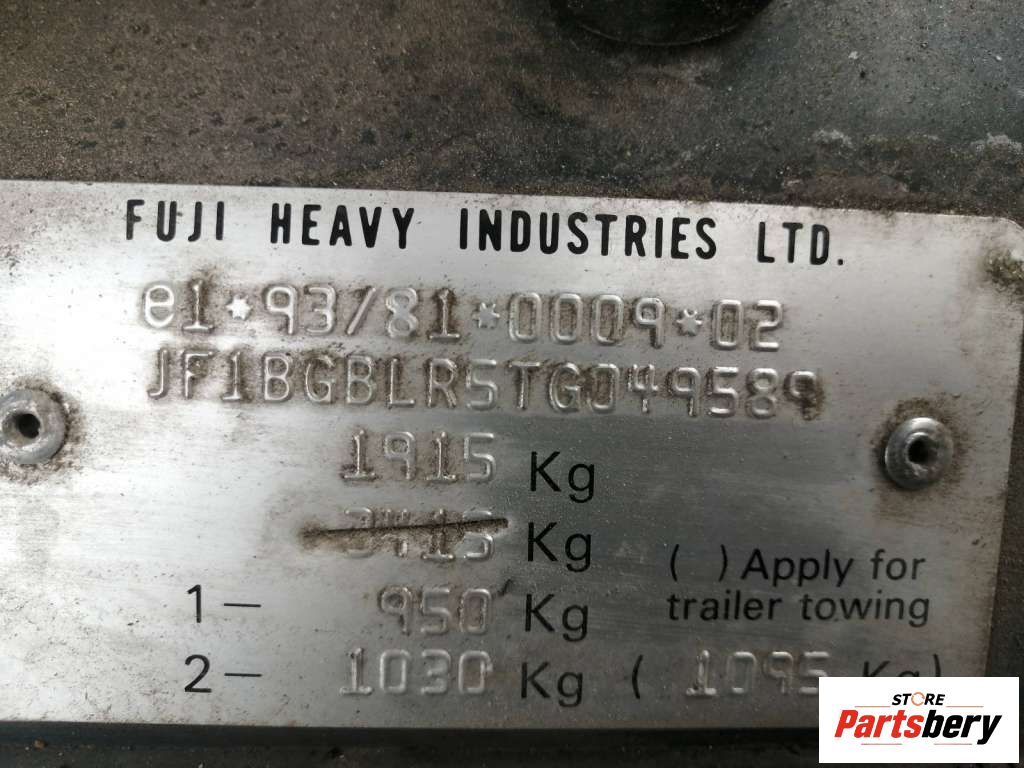 FUJI HEAVY INDUSTRIES LTD.
e1*93/81*0009*02
JF1BGBLR5TG049589
1915 Kg
3415 Kg
( ) Apply for
trailer towing
1- 950 Kg
2- 1030 Kg ( 1095 Kg)
STORE
Partsbery